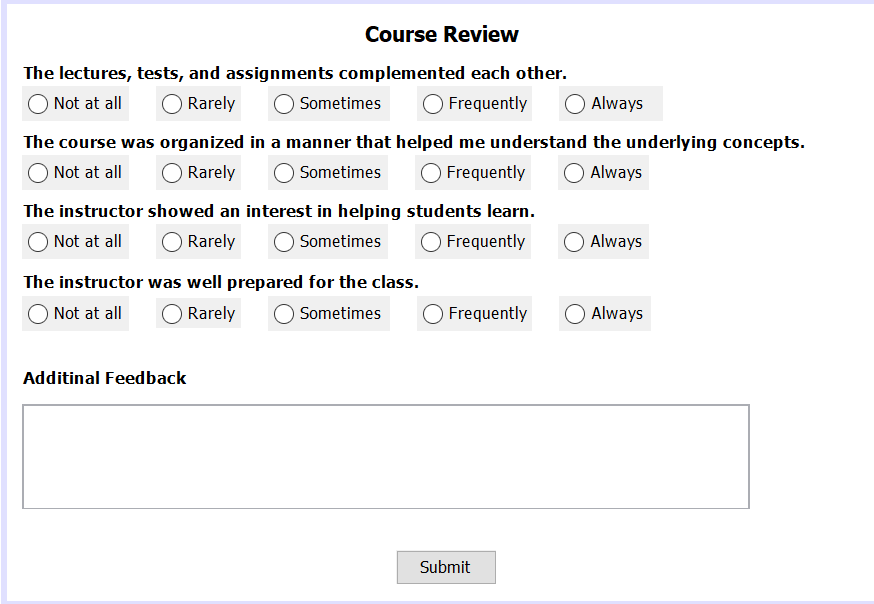 Course Review
The lectures, tests, and assignments complemented each other.
Not at all Rarely Sometimes Frequently Always
The course was organized in a manner that helped me understand the underlying concepts.
Not at all Rarely Sometimes Frequently Always
The instructor showed an interest in helping students learn.
Not at all Rarely Sometimes Frequently Always
The instructor was well prepared for the class.
Not at all Rarely Sometimes Frequently Always
Additinal Feedback
Submit